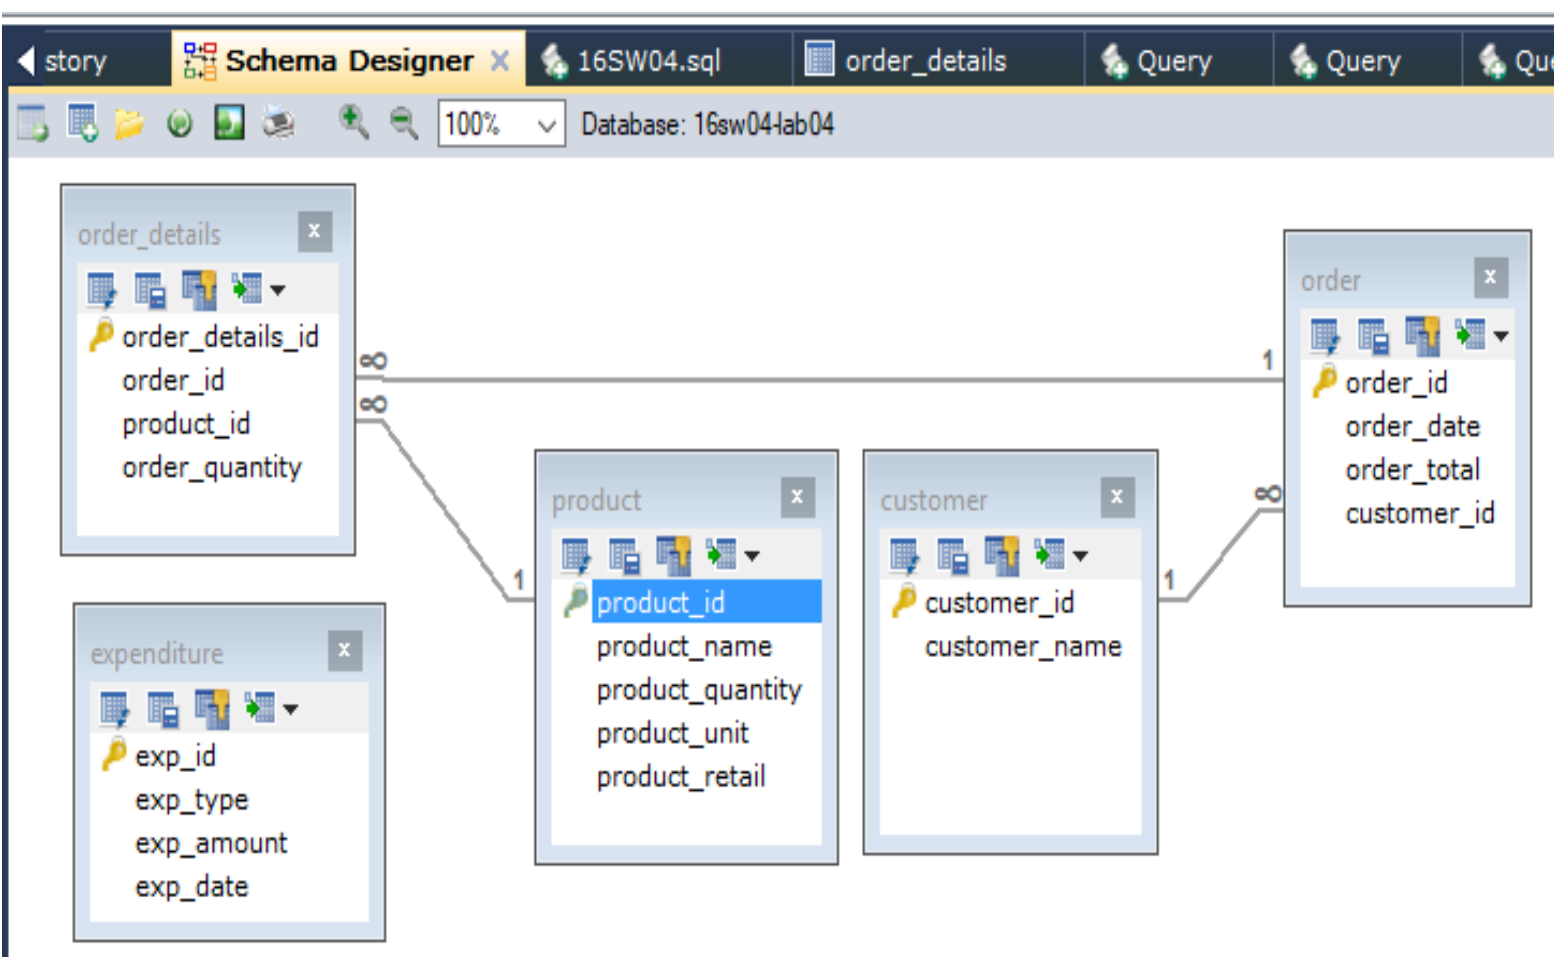 story
Schema Designer
16SW04.sql
order_details
Query
Query
100%
Database: 16sw04-lab04
order_details
order_details_id
order_id
product_id
order_quantity
∞
∞
1
order
order_id
order_date
order_total
customer_id
∞
product
product_id
product_name
product_quantity
product_unit
product_retail
1
customer
customer_id
customer_name
1
expenditure
exp_id
exp_type
exp_amount
exp_date